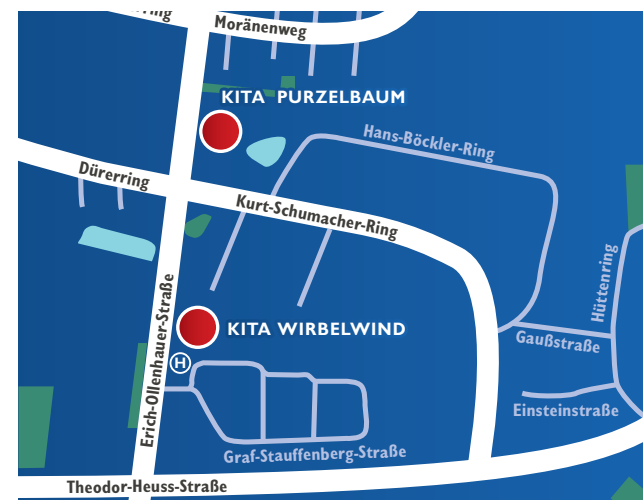 ring
Moränenweg
KITA PURZELBAUM
Hans-Böckler-Ring
Dürerring
Kurt-Schumacher-Ring
Hüttenring
Erich-Ollenhauer-Straße
KITA WIRBELWIND
Gaußstraße
H
Einsteinstraße
Graf-Stauffenberg-Straße
Theodor-Heuss-Straße